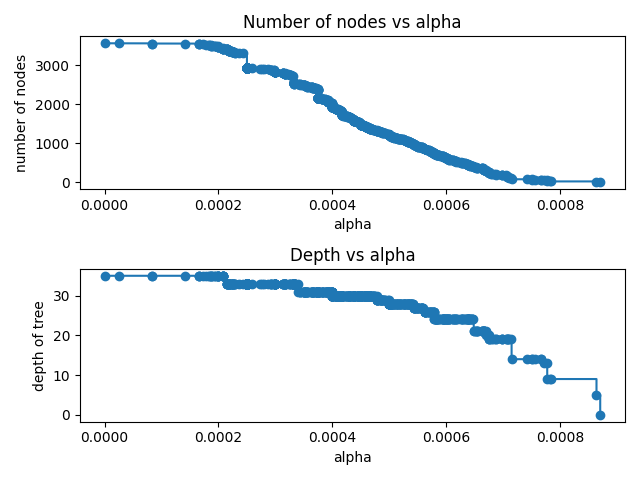 Number of nodes vs alpha
number of nodes
3000
2000
1000
0
0.0000 0.0002 0.0004 0.0006 0.0008
alpha
Depth vs alpha
depth of tree
30
20
10
0
0.0000 0.0002 0.0004 0.0006 0.0008
alpha